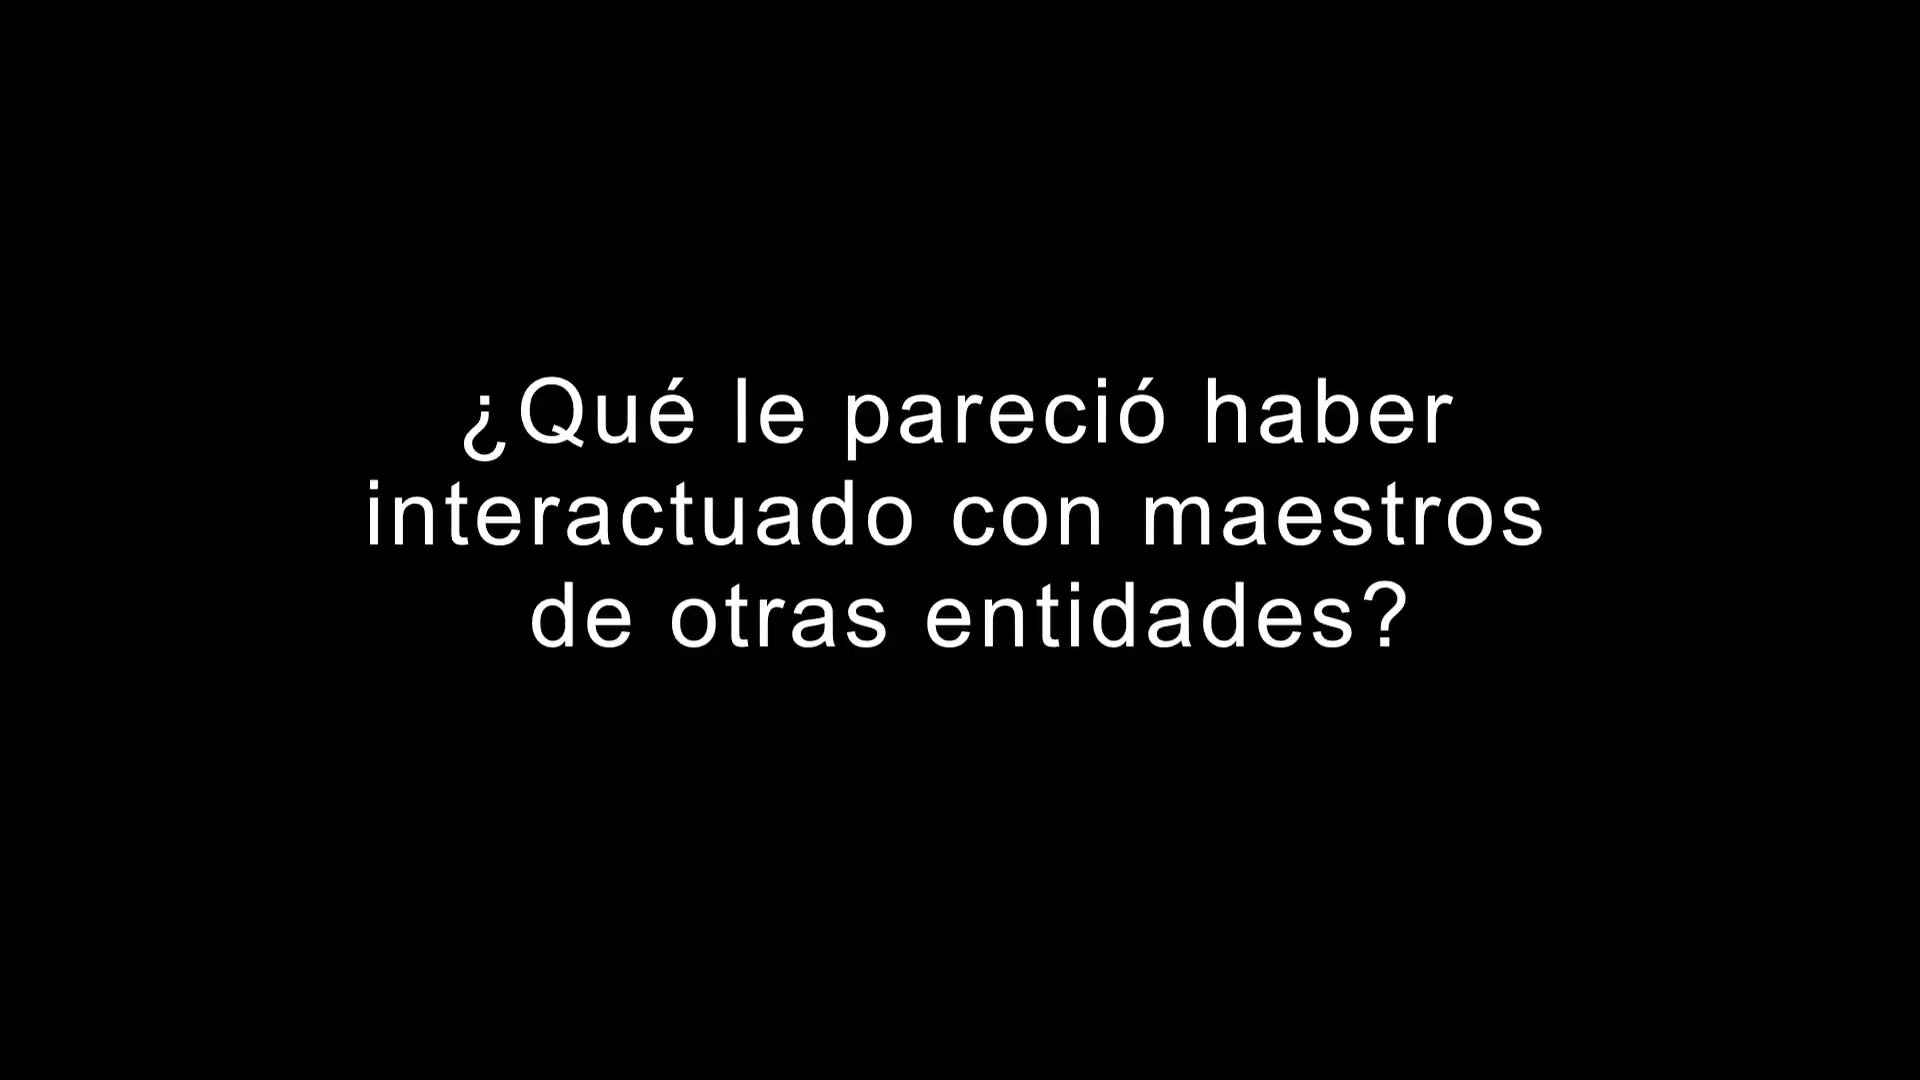 ¿Qué le pareció haber
interactuado con maestros
de otras entidades?